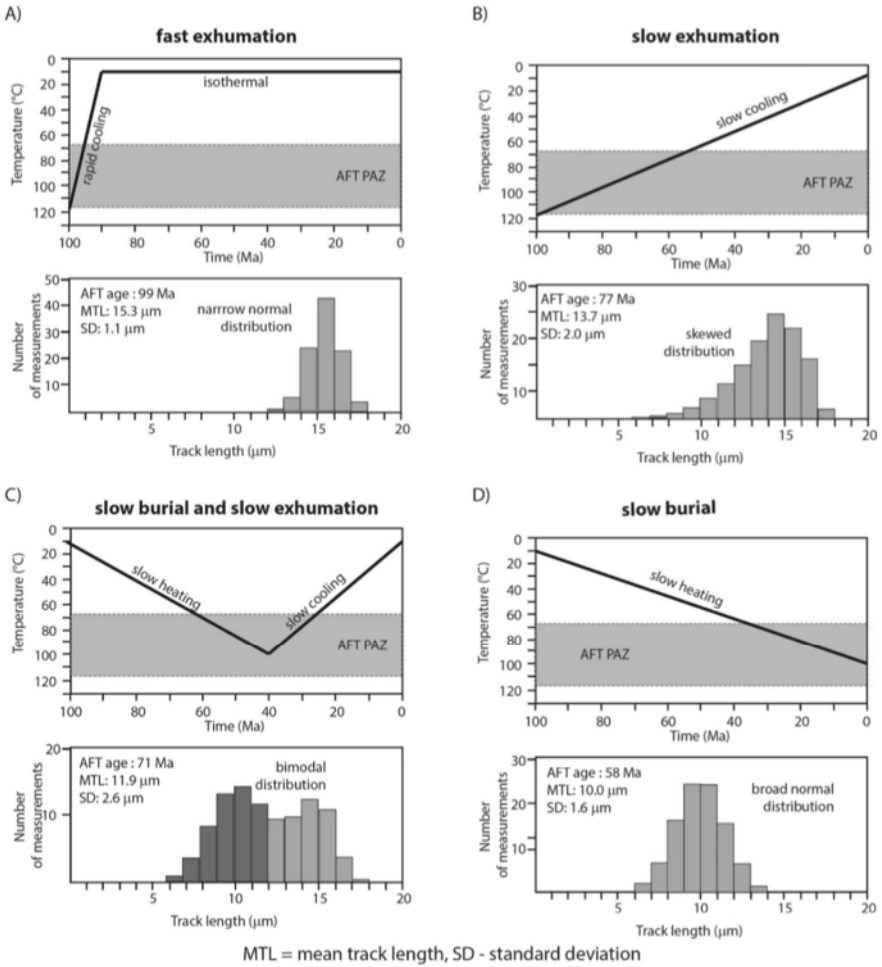 A)
fast exhumation
0
20
40
60
80
100
120
Temperature (°C)
rapid cooling
isothermal
AFT PAZ
100 80 60 40 20 0
Time (Ma)
50
40
30
20
10
Number
of measurements
AFT age : 99 Ma
MTL: 15.3 μm
SD: 1.1 μm
narrrow normal
distribution
5 10 15 20
Track length (μm)
B)
slow exhumation
0
20
40
60
80
100
120
Temperature (°C)
slow cooling
AFT PAZ
100 80 60 40 20 0
Time (Ma)
30
20
10
Number
of measurements
AFT age : 77 Ma
MTL: 13.7 μm
SD: 2.0 μm
skewed
distribution
5 10 15 20
Track length (μm)
C)
slow burial and slow exhumation
0
20
40
60
80
100
120
Temperature (°C)
slow heating
slow cooling
AFT PAZ
100 80 60 40 20 0
Time (Ma)
20
10
Number
of measurements
AFT age : 71 Ma
MTL: 11.9 μm
SD: 2.6 μm
bimodal
distribution
5 10 15 20
Track length (μm)
D)
slow burial
0
20
40
60
80
100
120
Temperature (°C)
slow heating
AFT PAZ
100 80 60 40 20 0
Time (Ma)
30
20
10
Number
of measurements
AFT age : 58 Ma
MTL: 10.0 μm
SD: 1.6 μm
broad normal
distribution
5 10 15 20
Track length (μm)
MTL = mean track length, SD - standard deviation